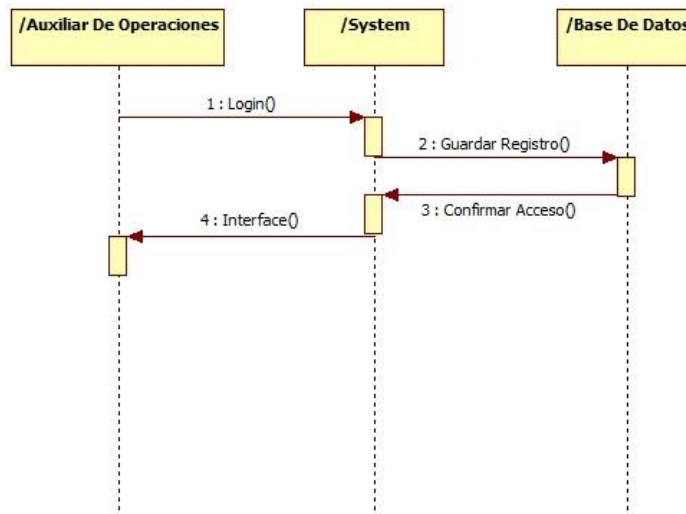 /Auxiliar De Operaciones
/System
/Base De Datos
1 : Login()
2 : Guardar Registro()
3 : Confirmar Acceso()
4 : Interface()